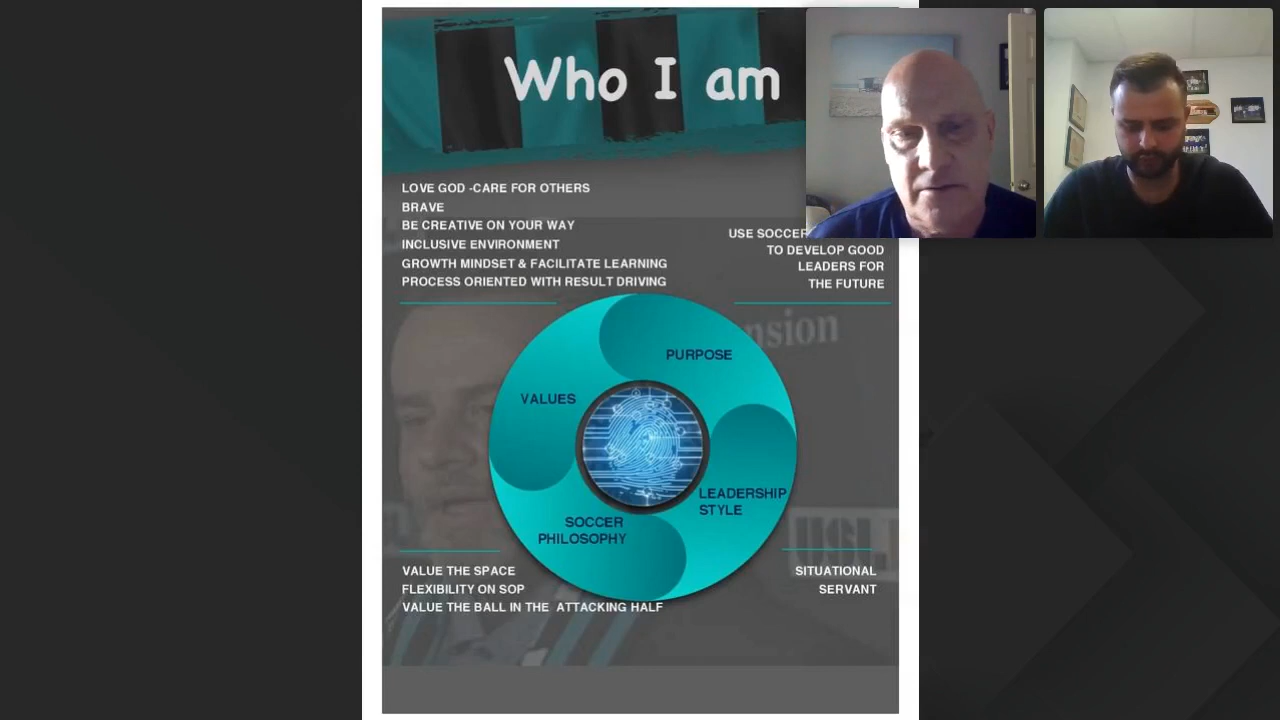 Who I am
LOVE GOD -CARE FOR OTHERS
BRAVE
BE CREATIVE ON YOUR WAY
INCLUSIVE ENVIRONMENT
GROWTH MINDSET & FACILITATE LEARNING
PROCESS ORIENTED WITH RESULT DRIVING
USE SOCCER
TO DEVELOP GOOD
LEADERS FOR
THE FUTURE
nsion
PURPOSE
VALUES
LEADERSHIP
STYLE
SOCCER
PHILOSOPHY
USL
VALUE THE SPACE
FLEXIBILITY ON SOP
VALUE THE BALL IN THE ATTACKING HALF
SITUATIONAL
SERVANT